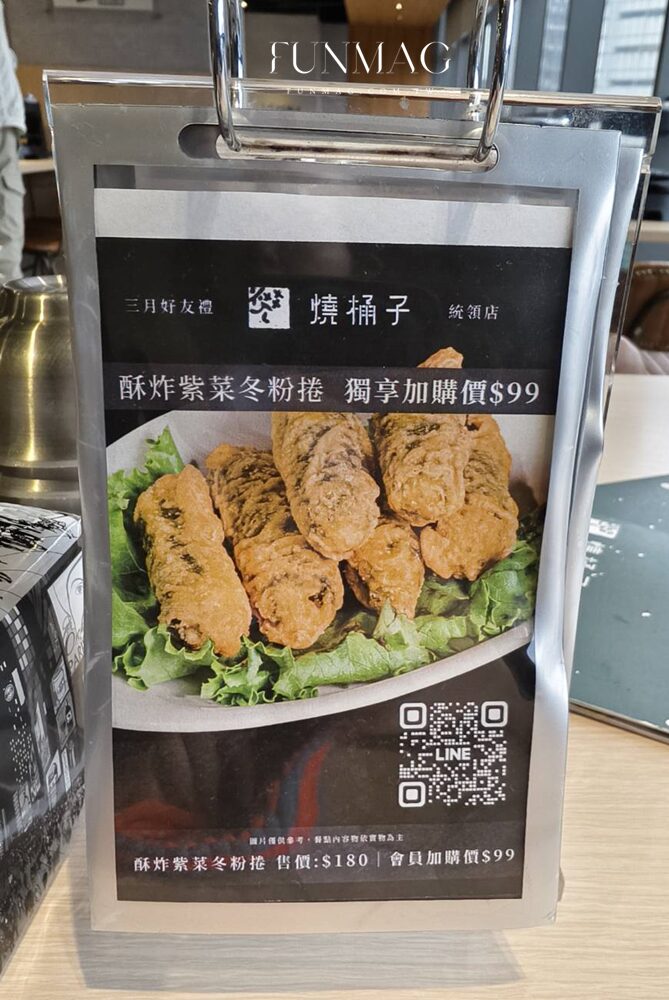 FUNMAG
三月好友禮 燒桶子 統領店
酥炸紫菜冬粉捲 獨享加購價$99
LINE
圖片僅供參考，餐點內容物依實物為主
酥炸紫菜冬粉捲 售價:$180｜會員加購價$99